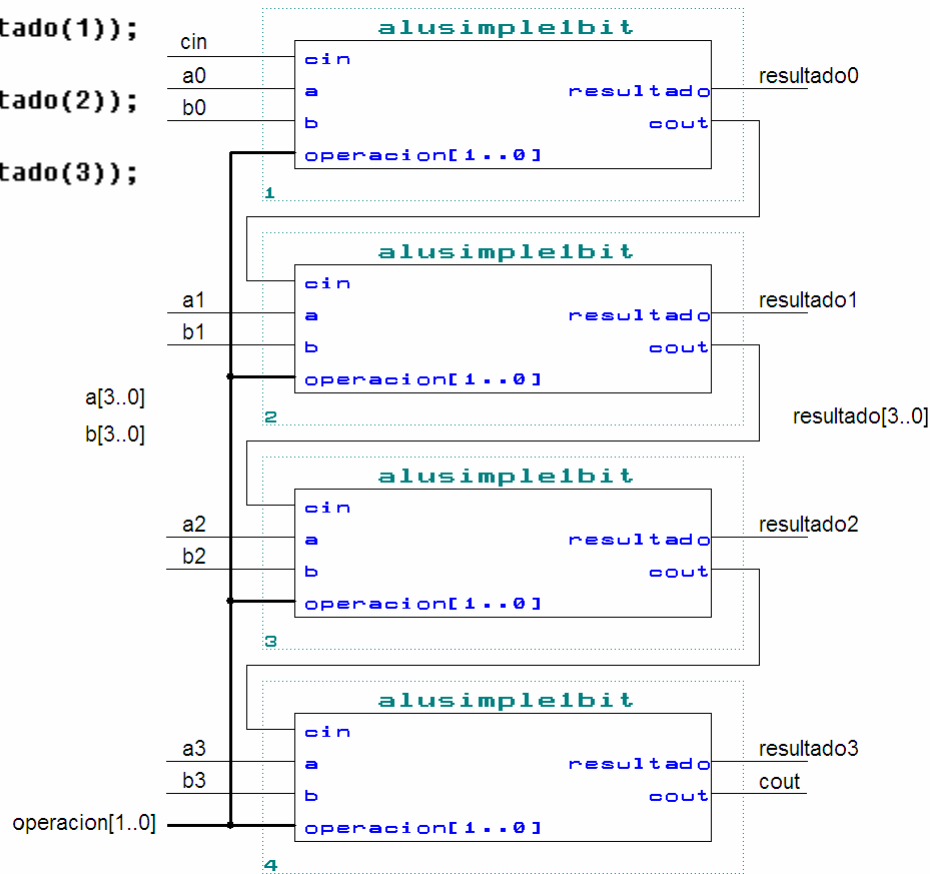 tado(1));
tado(2));
tado(3));
alusimple1bit
cin
a0
b0
cin
a
b
operacion[1..0]
resultado
cout
resultado0
1
alusimple1bit
a1
b1
cin
a
b
operacion[1..0]
resultado
cout
resultado1
2
a[3..0]
b[3..0]
resultado[3..0]
alusimple1bit
a2
b2
cin
a
b
operacion[1..0]
resultado
cout
resultado2
3
alusimple1bit
a3
b3
operacion[1..0]
cin
a
b
operacion[1..0]
resultado
cout
resultado3
cout
4